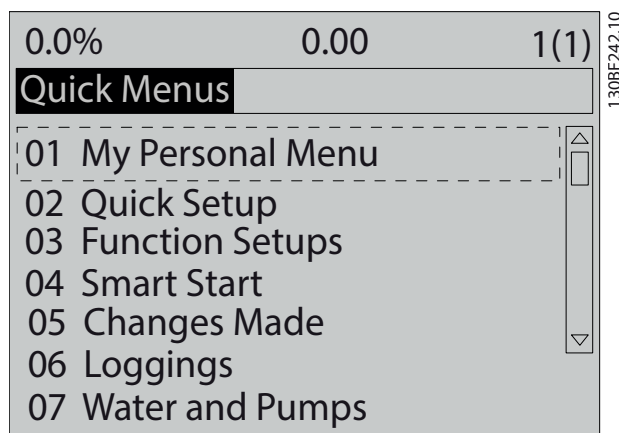 0.0% 0.00 1(1)
Quick Menus
01 My Personal Menu
02 Quick Setup
03 Function Setups
04 Smart Start
05 Changes Made
06 Loggings
07 Water and Pumps
130BF242.10